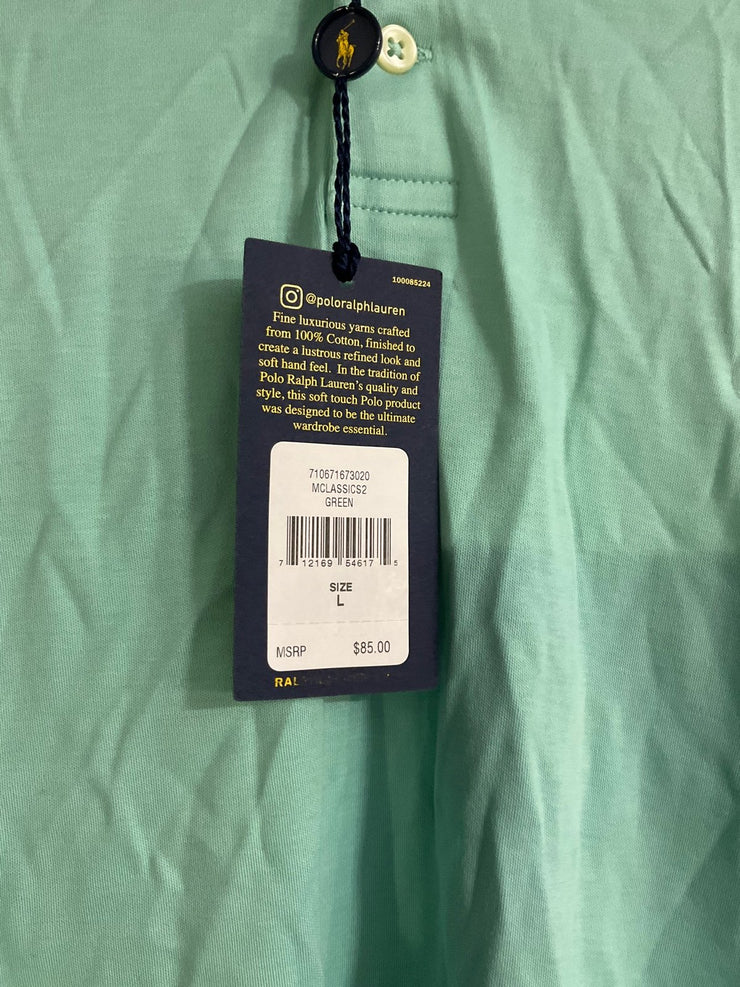 100085224
@poloralphlauren
Fine luxurious yarns crafted
from 100% Cotton, finished to
create a lustrous refined look and
soft hand feel. In the tradition of
Polo Ralph Lauren's quality and
style, this soft touch Polo product
was designed to be the ultimate
wardrobe essential.
710671673020
MCLASSICS2
GREEN
7 12169 54617 5
SIZE
L
MSRP $85.00
RAL